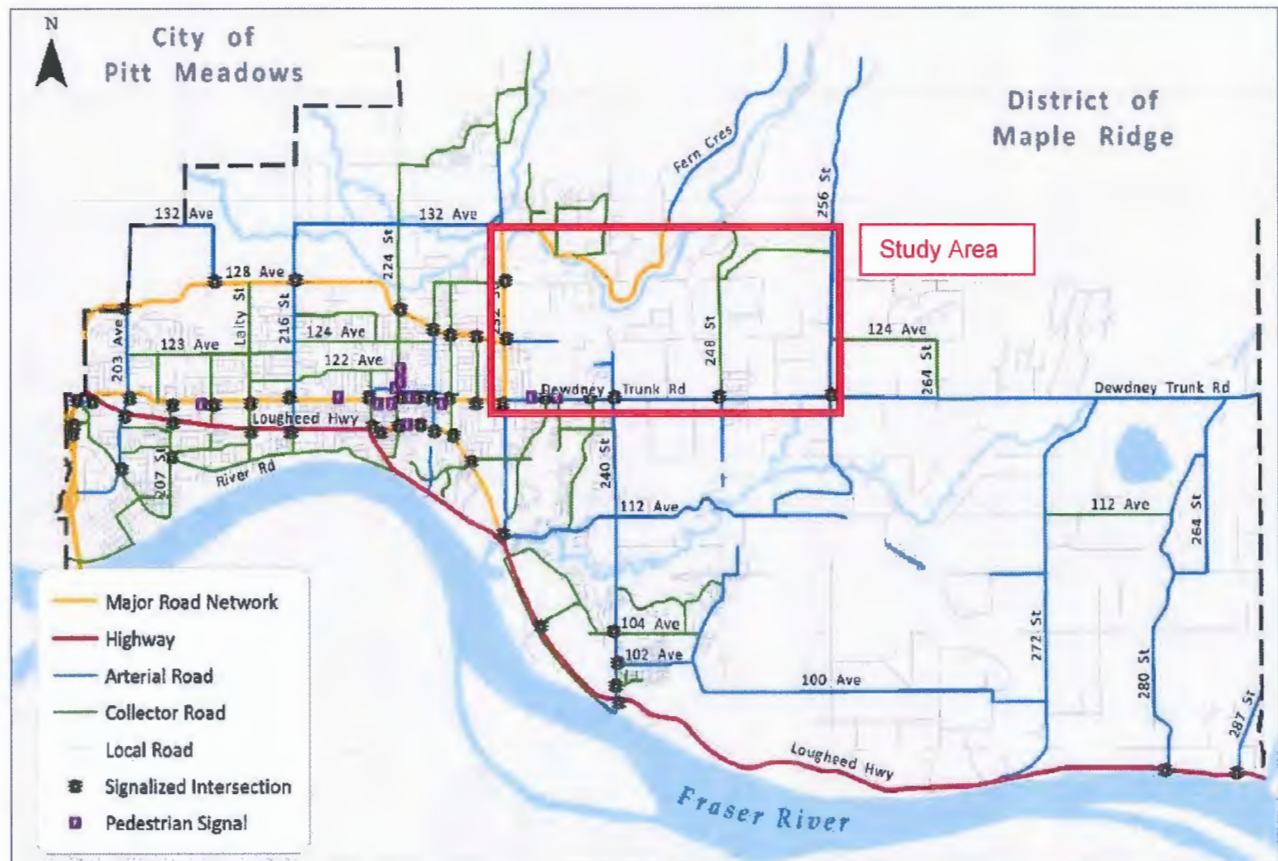 N
City of
Pitt Meadows
District of
Maple Ridge
Fern Cres
256 St
132 Ave
132 Ave
224 St
Study Area
128 Ave
232 St
203 Ave
Laity St
216 St
124 Ave
123 Ave
122 Ave
248 St
124 Ave
264 St
Dewdney Trunk Rd
Dewdney Trunk Rd
Lougheed Hwy
207 St
River Rd
240 St
112 Ave
112 Ave
264 St
Major Road Network
Highway
Arterial Road
Collector Road
Local Road
Signalized Intersection
Pedestrian Signal
104 Ave
102 Ave
100 Ave
272 St
280 St
287 St
Lougheed Hwy
Fraser River